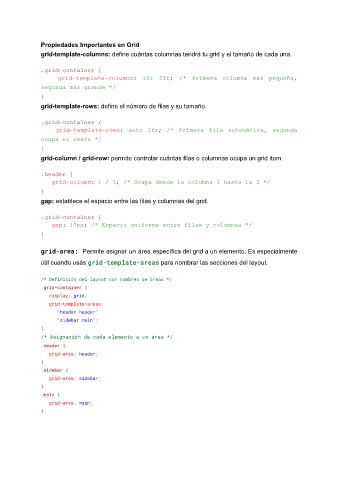 Propiedades Importantes en Grid
grid-template-columns: define cuántas columnas tendrá tu grid y el tamaño de cada una.
.grid-container {
grid-template-columns: 1fr 2fr; /* Primera columna más pequeña,
segunda más grande */
}
grid-template-rows: define el número de filas y su tamaño.
.grid-container {
grid-template-rows: auto 1fr; /* Primera fila automática, segunda
ocupa el resto */
}
grid-column / grid-row: permite controlar cuántas filas o columnas ocupa un grid item.
.header {
grid-column: 1 / 3; /* Ocupa desde la columna 1 hasta la 3 */
}
gap: establece el espacio entre las filas y columnas del grid.
.grid-container {
gap: 10px; /* Espacio uniforme entre filas y columnas */
}
grid-area: Permite asignar un área específica del grid a un elemento. Es especialmente
útil cuando usás grid-template-areas para nombrar las secciones del layout.
/* Definición del layout con nombres de áreas */
.grid-container {
display: grid;
grid-template-areas:
"header header"
"sidebar main";
}
/* Asignación de cada elemento a un área */
.header {
grid-area: header;
}
.sidebar {
grid-area: sidebar;
}
.main {
grid-area: main;
}